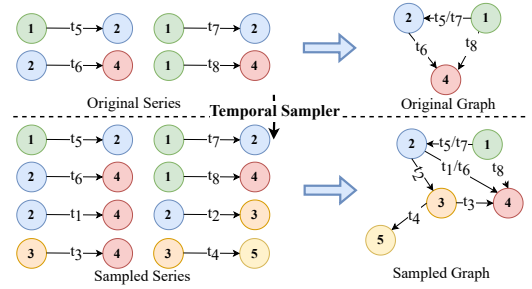 1 t5 2 1 t7 2
2 t6 4 1 t8 4
Original Series
2 t5/t7 1
t6 t8
4
Original Graph
Temporal Sampler
1 t5 2 1 t7 2
2 t6 4 1 t8 4
2 t1 4 2 t2 3
3 t3 4 3 t4 5
Sampled Series
2 t5/t7 1
t2 t1/t6 t8
3 t3 4
t4
5
Sampled Graph